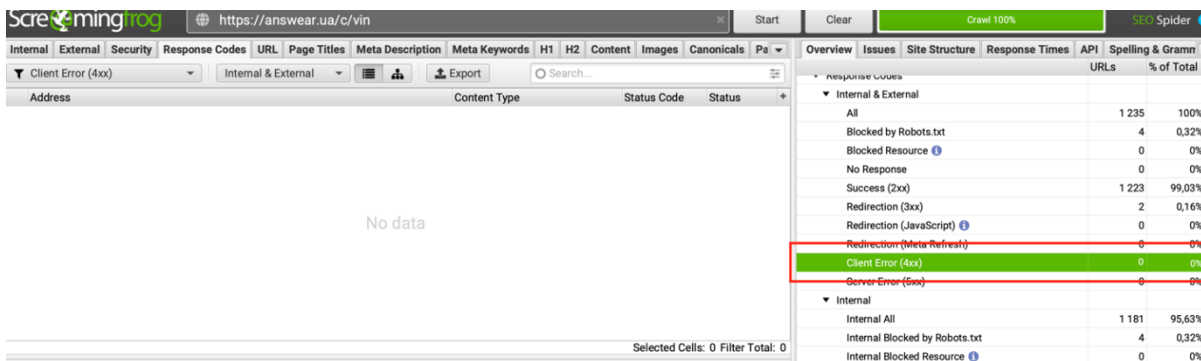 Screamingfrog https://answear.ua/c/vin × Start Clear Crawl 100% SEO Spider
Internal External Security Response Codes URL Page Titles Meta Description Meta Keywords H1 H2 Content Images Canonicals Pa
Overview Issues Site Structure Response Times API Spelling & Gramm
Client Error (4xx) Internal & External Export Search...
URLs % of Total
Address Content Type Status Code Status +
Response Codes
Internal & External
All 1 235 100%
Blocked by Robots.txt 4 0,32%
Blocked Resource 0 0%
No Response 0 0%
Success (2xx) 1 223 99,03%
Redirection (3xx) 2 0,16%
Redirection (JavaScript) 0 0%
Redirection (Meta Refresh) 0 0%
Client Error (4xx) 0 0%
Server Error (5xx) 0 0%
Internal
Internal All 1 181 95,63%
Internal Blocked by Robots.txt 4 0,32%
Internal Blocked Resource 0 0%
No data
Selected Cells: 0 Filter Total: 0